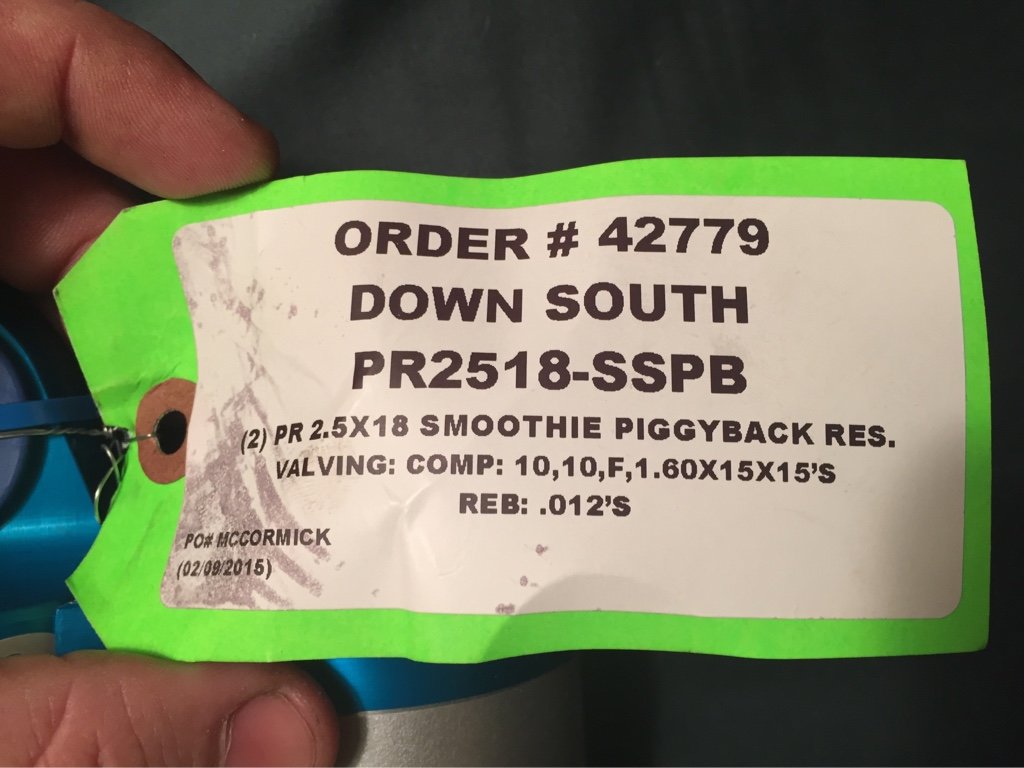 ORDER # 42779
DOWN SOUTH
PR2518-SSPB
(2) PR 2.5X18 SMOOTHIE PIGGYBACK RES.
VALVING: COMP: 10,10,F,1.60X15X15'S
REB: .012'S
PO# MCCORMICK
(02/09/2015)